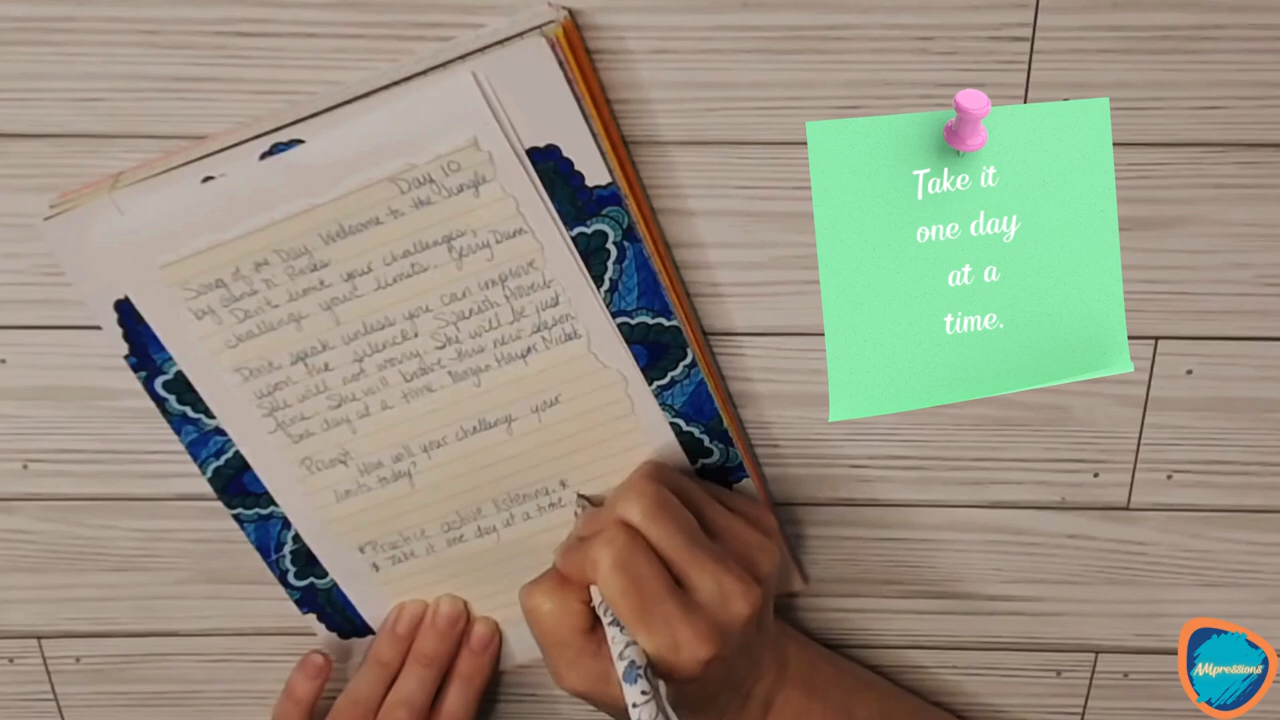 Day 10
Song of the Day Welcome to the Jungle
by Guns N Roses
Don't limit your challenges,
challenge your limits. Jerry Dunn
Don't speak unless you can improve
upon the silence. Spanish Proverb
She will not worry. She will be just
fine. She will brave this new season
one day at a time. Morgan Harper Nichols
Prompt
How will your challenge your
limits today?
* Practice active listening. *
* Take it one day at a time.
Take it
one day
at a
time.
AMpressions